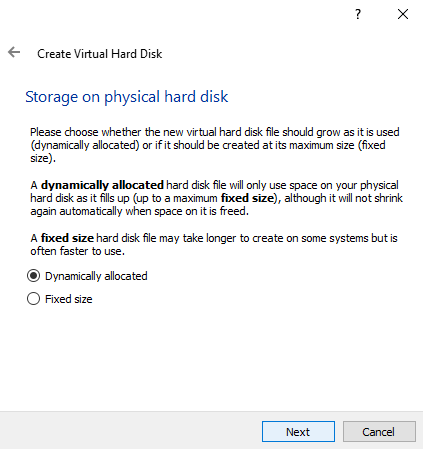 ?
Create Virtual Hard Disk
Storage on physical hard disk
Please choose whether the new virtual hard disk file should grow as it is used
(dynamically allocated) or if it should be created at its maximum size (fixed
size).
A dynamically allocated hard disk file will only use space on your physical
hard disk as it fills up (up to a maximum fixed size), although it will not shrink
again automatically when space on it is freed.
A fixed size hard disk file may take longer to create on some systems but is
often faster to use.
Dynamically allocated
Fixed size
Next Cancel